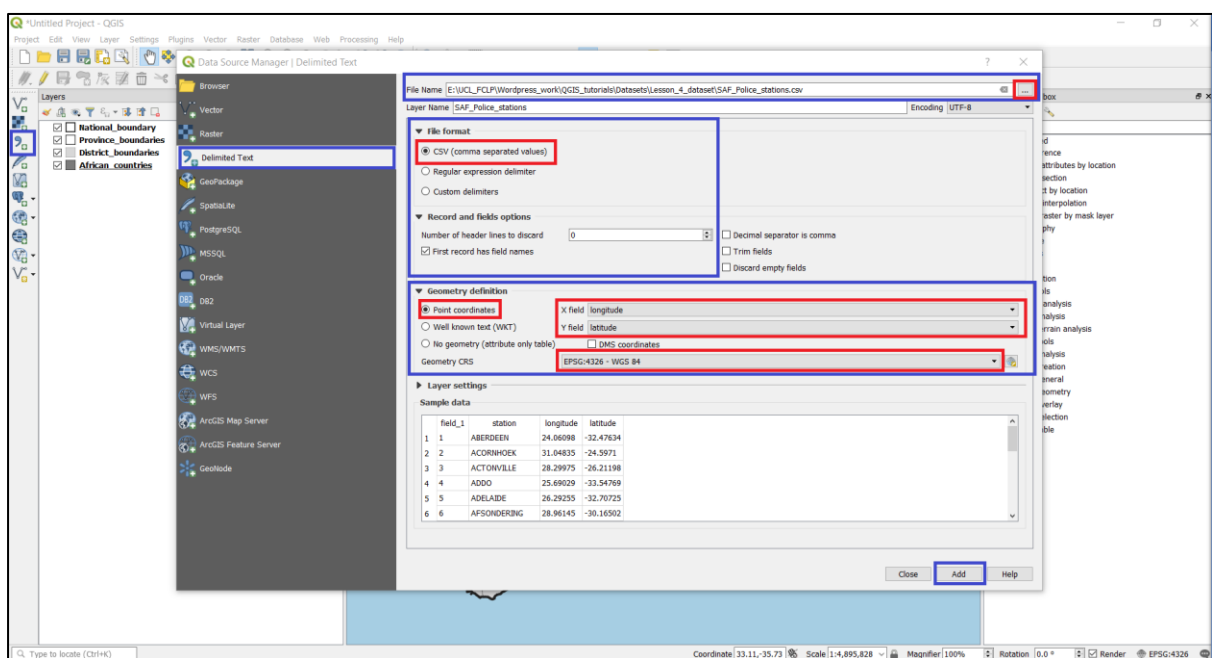 *Untitled Project - QGIS
Project Edit View Layer Settings Plugins Vector Raster Database Web Processing Help
Data Source Manager | Delimited Text
Layers
National_boundary
Province_boundaries
District_boundaries
African_countries
Browser
Vector
Raster
Delimited Text
GeoPackage
SpatiaLite
PostgreSQL
MSSQL
Oracle
DB2
Virtual Layer
WMS/WMTS
WCS
WFS
ArcGIS Map Server
ArcGIS Feature Server
GeoNode
File Name E:\UCL_FCLP\Wordpress_work\QGIS_tutorials\Datasets\Lesson_4_dataset\SAF_Police_stations.csv ...
Layer Name SAF_Police_stations Encoding UTF-8
File format
CSV (comma separated values)
Regular expression delimiter
Custom delimiters
Record and fields options
Number of header lines to discard 0 Decimal separator is comma
First record has field names Trim fields
Discard empty fields
Geometry definition
Point coordinates X field longitude
Well known text (WKT) Y field latitude
No geometry (attribute only table) DMS coordinates
Geometry CRS EPSG:4326 - WGS 84
Layer settings
Sample data
field_1 station longitude latitude
1 1 ABERDEEN 24.06098 -32.47634
2 2 ACORNHOEK 31.04835 -24.5971
3 3 ACTONVILLE 28.29975 -26.21198
4 4 ADDO 25.69029 -33.54769
5 5 ADELAIDE 26.29255 -32.70725
6 6 AFSONDERING 28.96145 -30.16502
Close Add Help
box
attributes by location
by location
interpolation
aster by mask layer
analysis
errain analysis
Type to locate (Ctrl+K) Coordinate 33.11,-35.73 Scale 1:4,895,828 Magnifier 100% Rotation 0.0 ° Render EPSG:4326